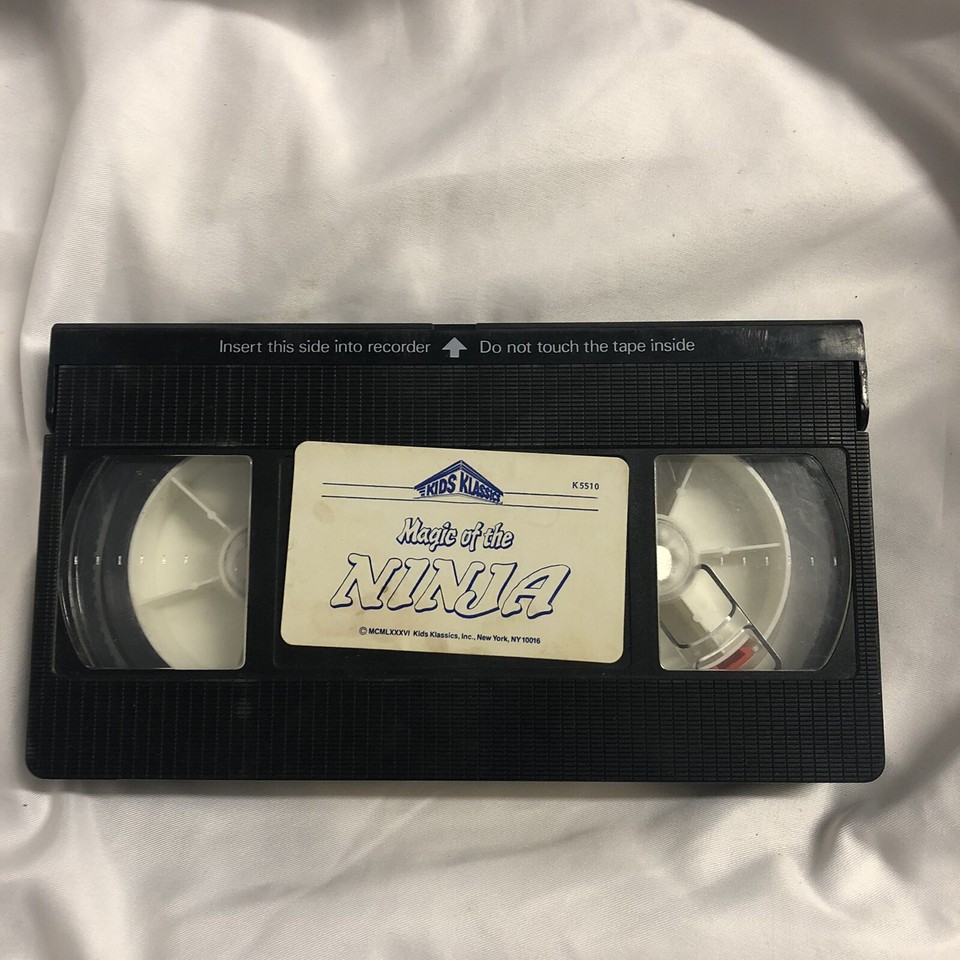 Insert this side into recorder Do not touch the tape inside
KIDS KLASSICS
K5510
Magic of the
NINJA
© MCMLXXXVI Kids Klassics, Inc., New York, NY 10016